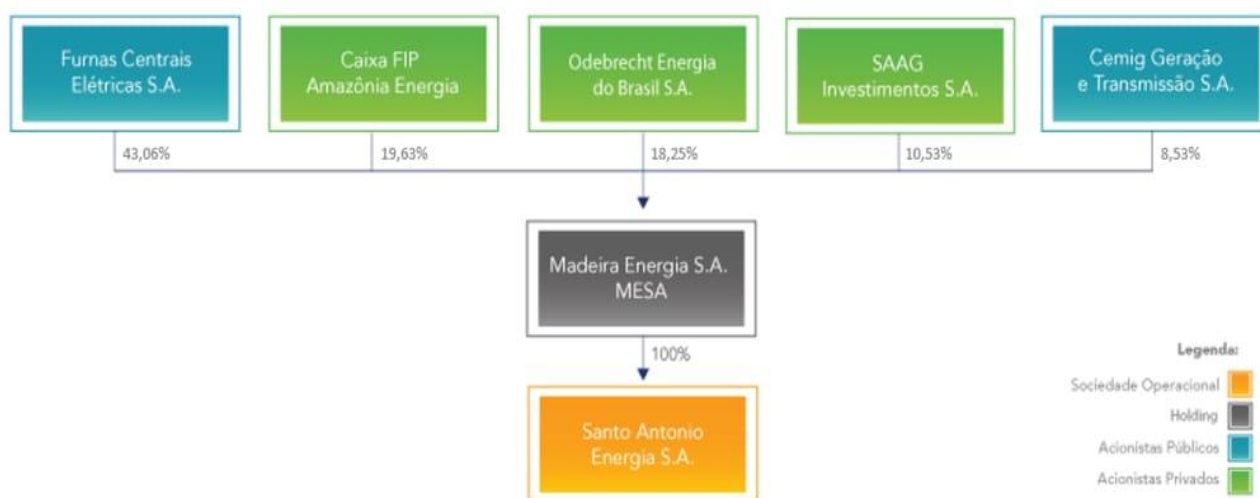 Furnas Centrais
Elétricas S.A.
Caixa FIP
Amazônia Energia
Odebrecht Energia
do Brasil S.A.
SAAG
Investimentos S.A.
Cemig Geração
e Transmissão S.A.
43,06%
19,63%
18,25%
10,53%
8,53%
Madeira Energia S.A.
MESA
100%
Santo Antonio
Energia S.A.
Legenda:
Sociedade Operacional
Holding
Acionistas Públicos
Acionistas Privados